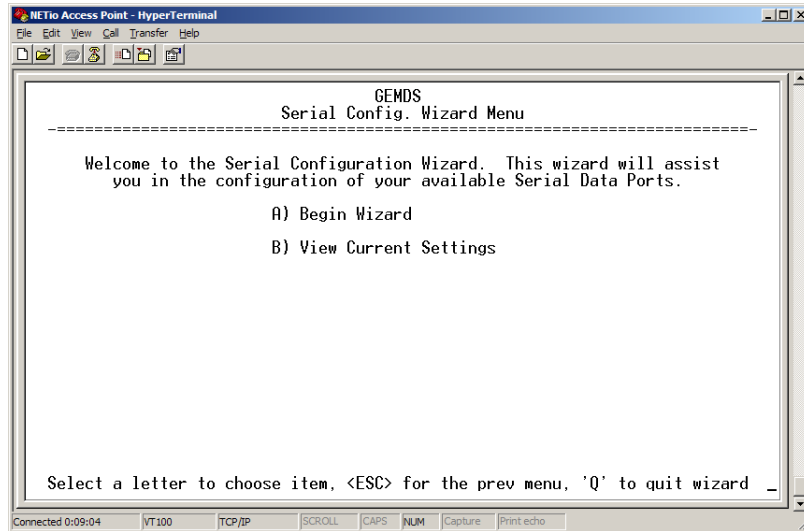 NETio Access Point - HyperTerminal
File Edit View Call Transfer Help
GEMDS
Serial Config. Wizard Menu
-==========================================================================-
Welcome to the Serial Configuration Wizard. This wizard will assist
you in the configuration of your available Serial Data Ports.
A) Begin Wizard
B) View Current Settings
Select a letter to choose item, <ESC> for the prev menu, 'Q' to quit wizard _
Connected 0:09:04 VT100 TCP/IP SCROLL CAPS NUM Capture Print echo